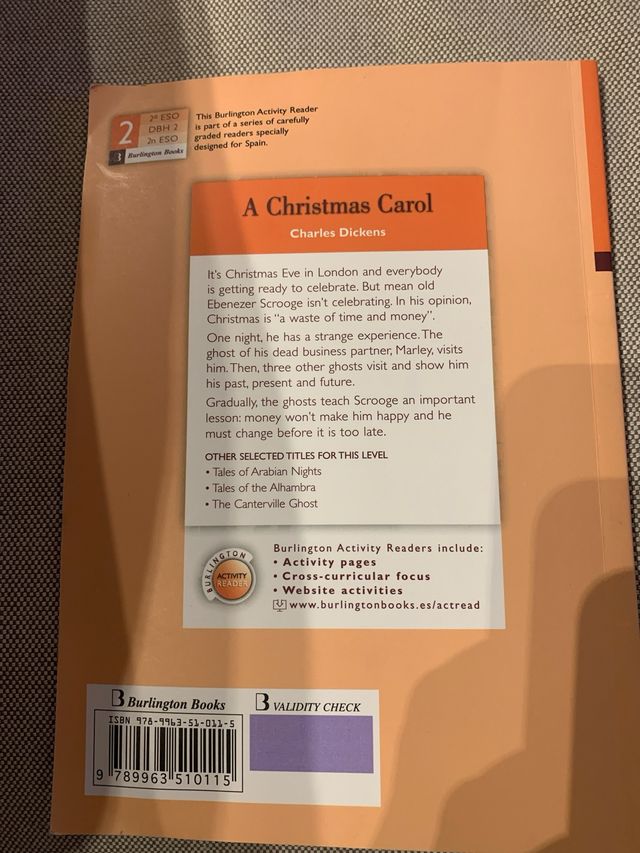 2
2º ESO
DBH 2
2n ESO
B Burlington Books
This Burlington Activity Reader
is part of a series of carefully
graded readers specially
designed for Spain.
A Christmas Carol
Charles Dickens
It's Christmas Eve in London and everybody
is getting ready to celebrate. But mean old
Ebenezer Scrooge isn't celebrating. In his opinion,
Christmas is "a waste of time and money".
One night, he has a strange experience. The
ghost of his dead business partner, Marley, visits
him. Then, three other ghosts visit and show him
his past, present and future.
Gradually, the ghosts teach Scrooge an important
lesson: money won't make him happy and he
must change before it is too late.
OTHER SELECTED TITLES FOR THIS LEVEL
• Tales of Arabian Nights
• Tales of the Alhambra
• The Canterville Ghost
BURLINGTON
ACTIVITY
READER
Burlington Activity Readers include:
• Activity pages
• Cross-curricular focus
• Website activities
www.burlingtonbooks.es/actread
B Burlington Books
B VALIDITY CHECK
ISBN 978-9963-51-011-5
9 789963 510115